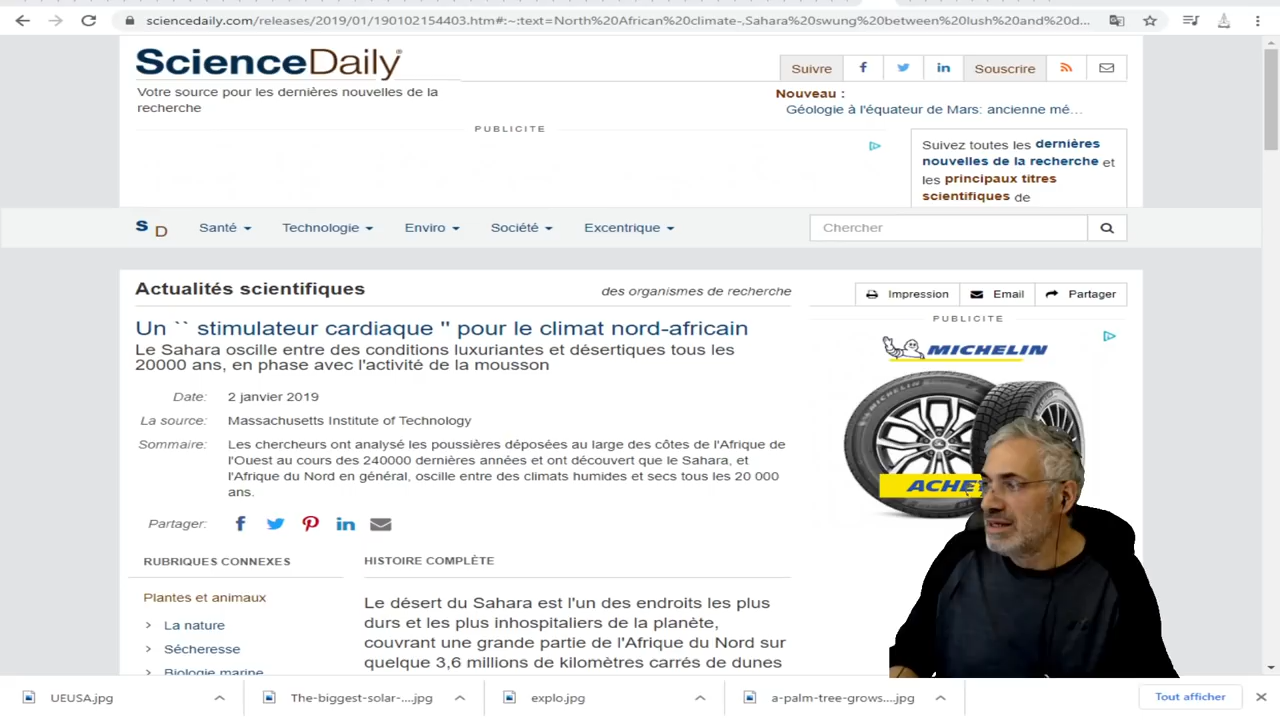 sciencedaily.com/releases/2019/01/190102154403.htm#:~:text=North%20African%20climate-,Sahara%20swung%20between%20lush%20and%20d...
ScienceDaily®
Votre source pour les dernières nouvelles de la
recherche
Suivre
Souscrire
Nouveau :
Géologie à l'équateur de Mars: ancienne mé…
PUBLICITE
Suivez toutes les dernières
nouvelles de la recherche et
les principaux titres
scientifiques de
S D
Santé
Technologie
Enviro
Société
Excentrique
Chercher
Actualités scientifiques
des organismes de recherche
Impression
Email
Partager
PUBLICITE
Un `` stimulateur cardiaque '' pour le climat nord-africain
Le Sahara oscille entre des conditions luxuriantes et désertiques tous les
20000 ans, en phase avec l'activité de la mousson
MICHELIN
Date: 2 janvier 2019
La source: Massachusetts Institute of Technology
Sommaire: Les chercheurs ont analysé les poussières déposées au large des côtes de l'Afrique de
l'Ouest au cours des 240000 dernières années et ont découvert que le Sahara, et
l'Afrique du Nord en général, oscille entre des climats humides et secs tous les 20 000
ans.
Partager:
RUBRIQUES CONNEXES
Plantes et animaux
La nature
Sécheresse
Biologie marine
HISTOIRE COMPLÈTE
Le désert du Sahara est l'un des endroits les plus
durs et les plus inhospitaliers de la planète,
couvrant une grande partie de l'Afrique du Nord sur
quelque 3,6 millions de kilomètres carrés de dunes
UEUSA.jpg
The-biggest-solar-....jpg
explo.jpg
a-palm-tree-grows....jpg
Tout afficher